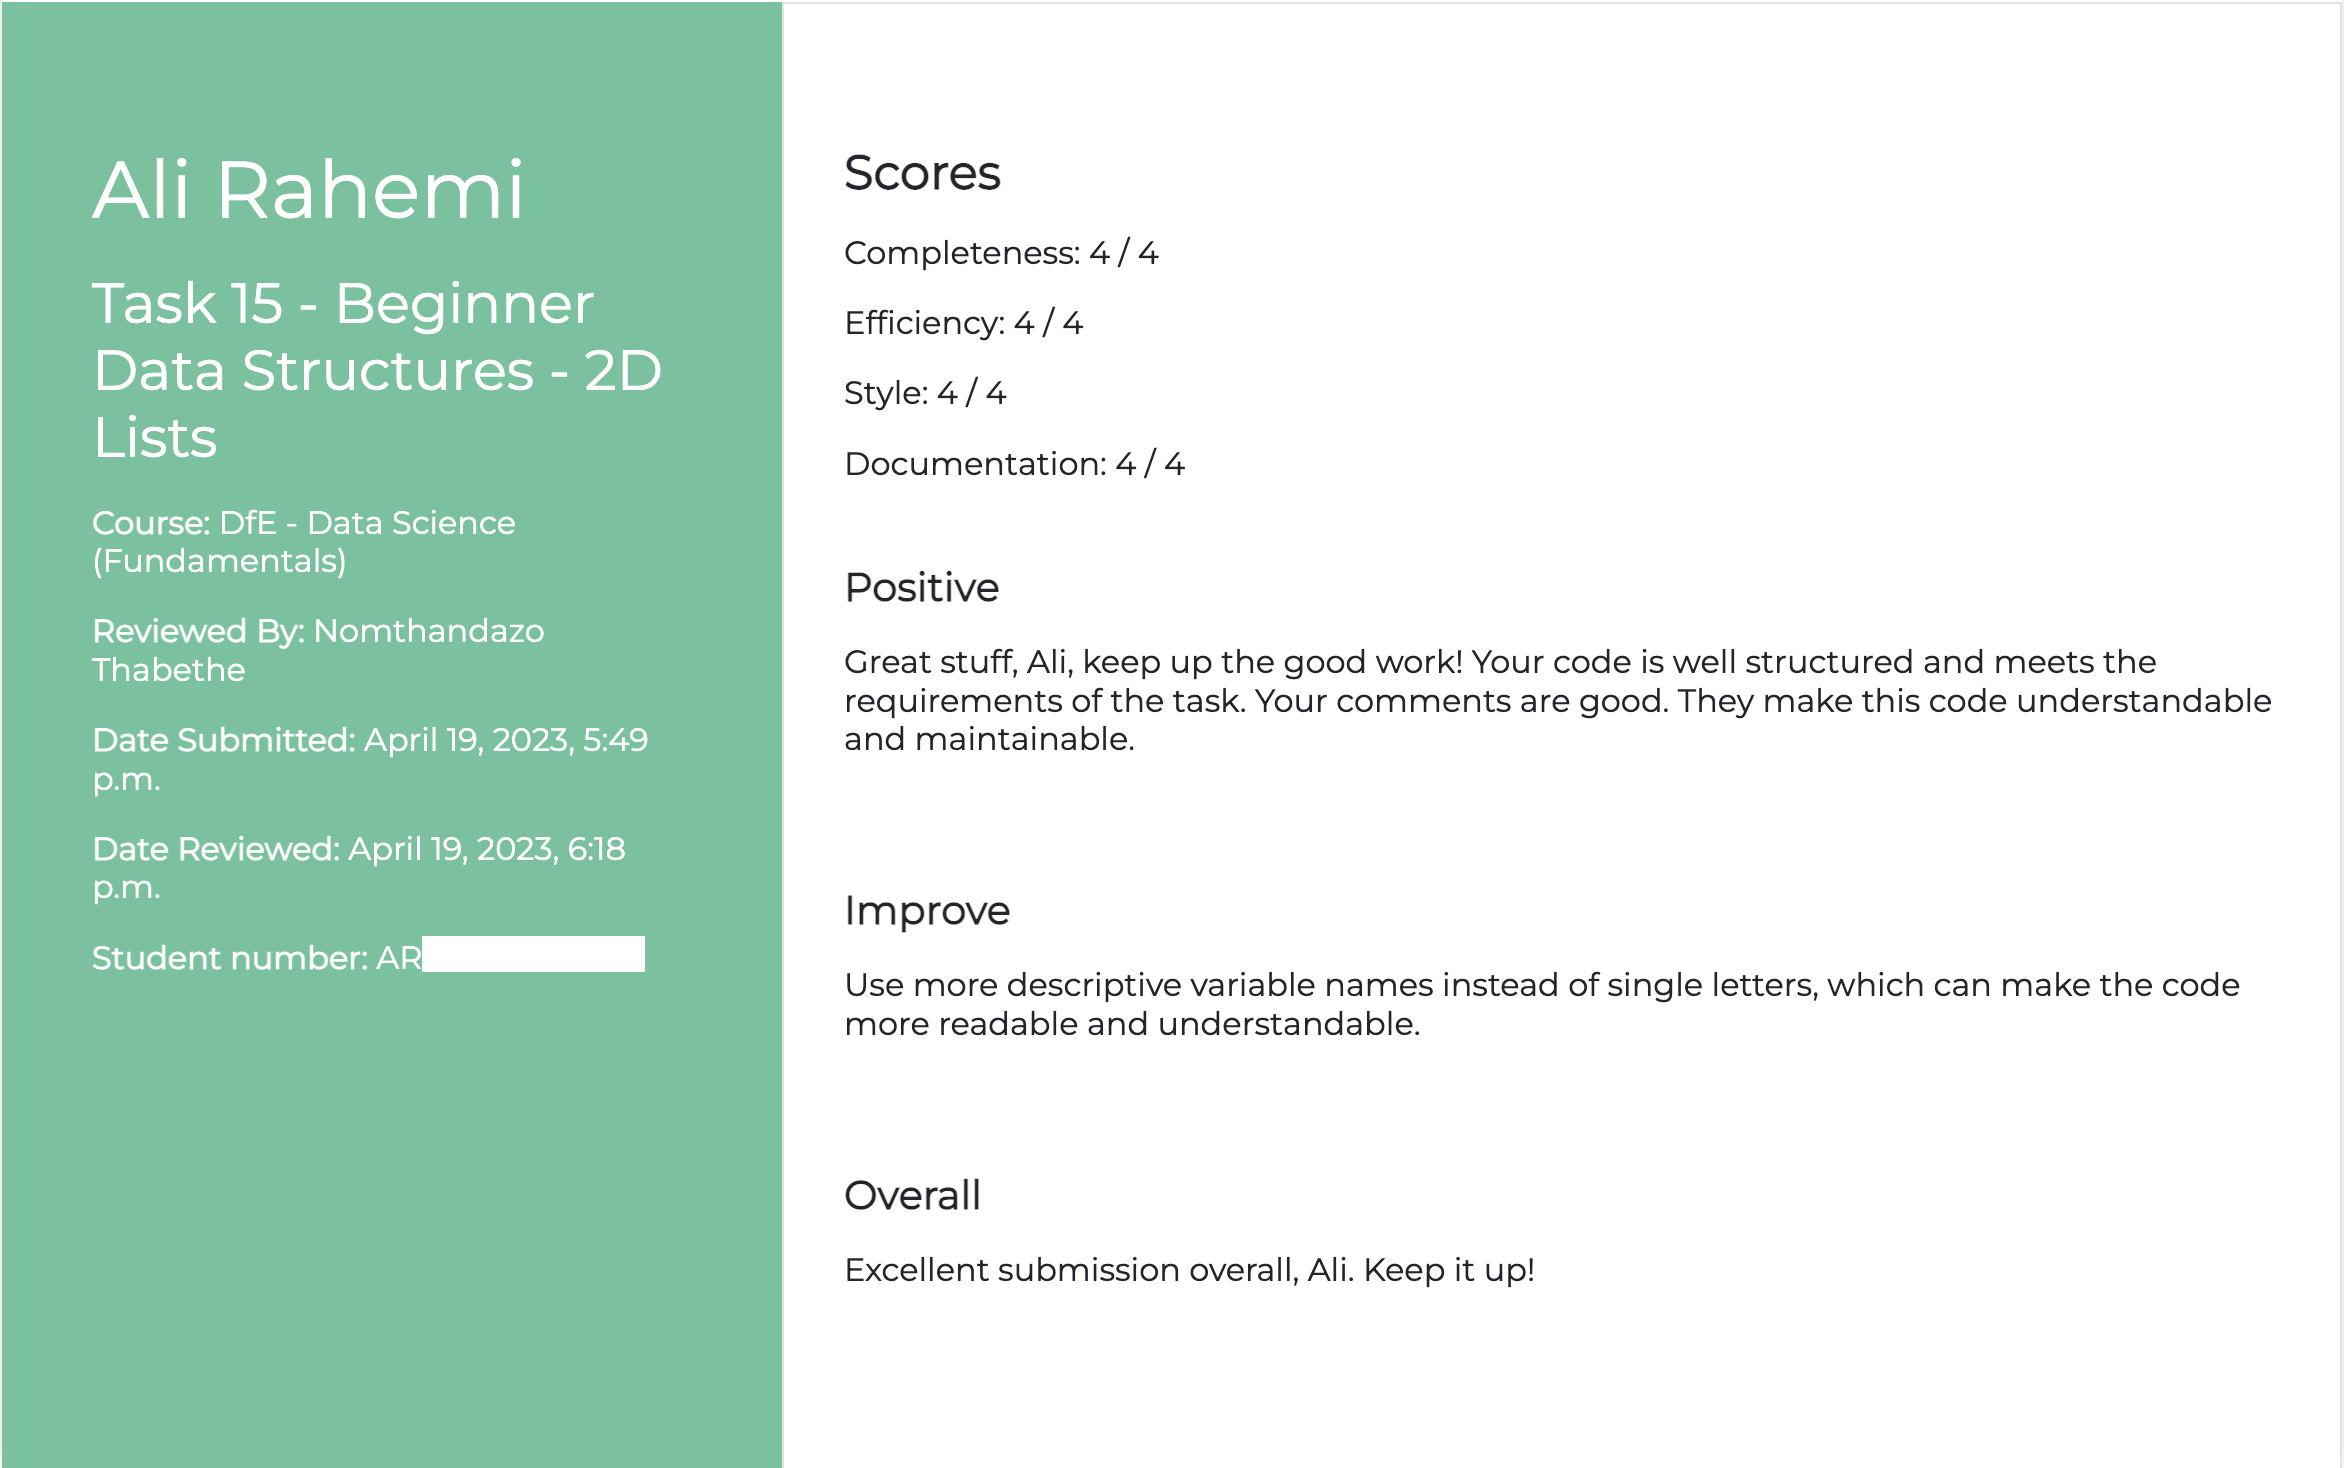 Ali Rahemi
Task 15 - Beginner
Data Structures - 2D
Lists
Course: DfE - Data Science
(Fundamentals)
Reviewed By: Nomthandazo
Thabethe
Date Submitted: April 19, 2023, 5:49
p.m.
Date Reviewed: April 19, 2023, 6:18
p.m.
Student number: AR
Scores
Completeness: 4 / 4
Efficiency: 4 / 4
Style: 4 / 4
Documentation: 4 / 4
Positive
Great stuff, Ali, keep up the good work! Your code is well structured and meets the
requirements of the task. Your comments are good. They make this code understandable
and maintainable.
Improve
Use more descriptive variable names instead of single letters, which can make the code
more readable and understandable.
Overall
Excellent submission overall, Ali. Keep it up!